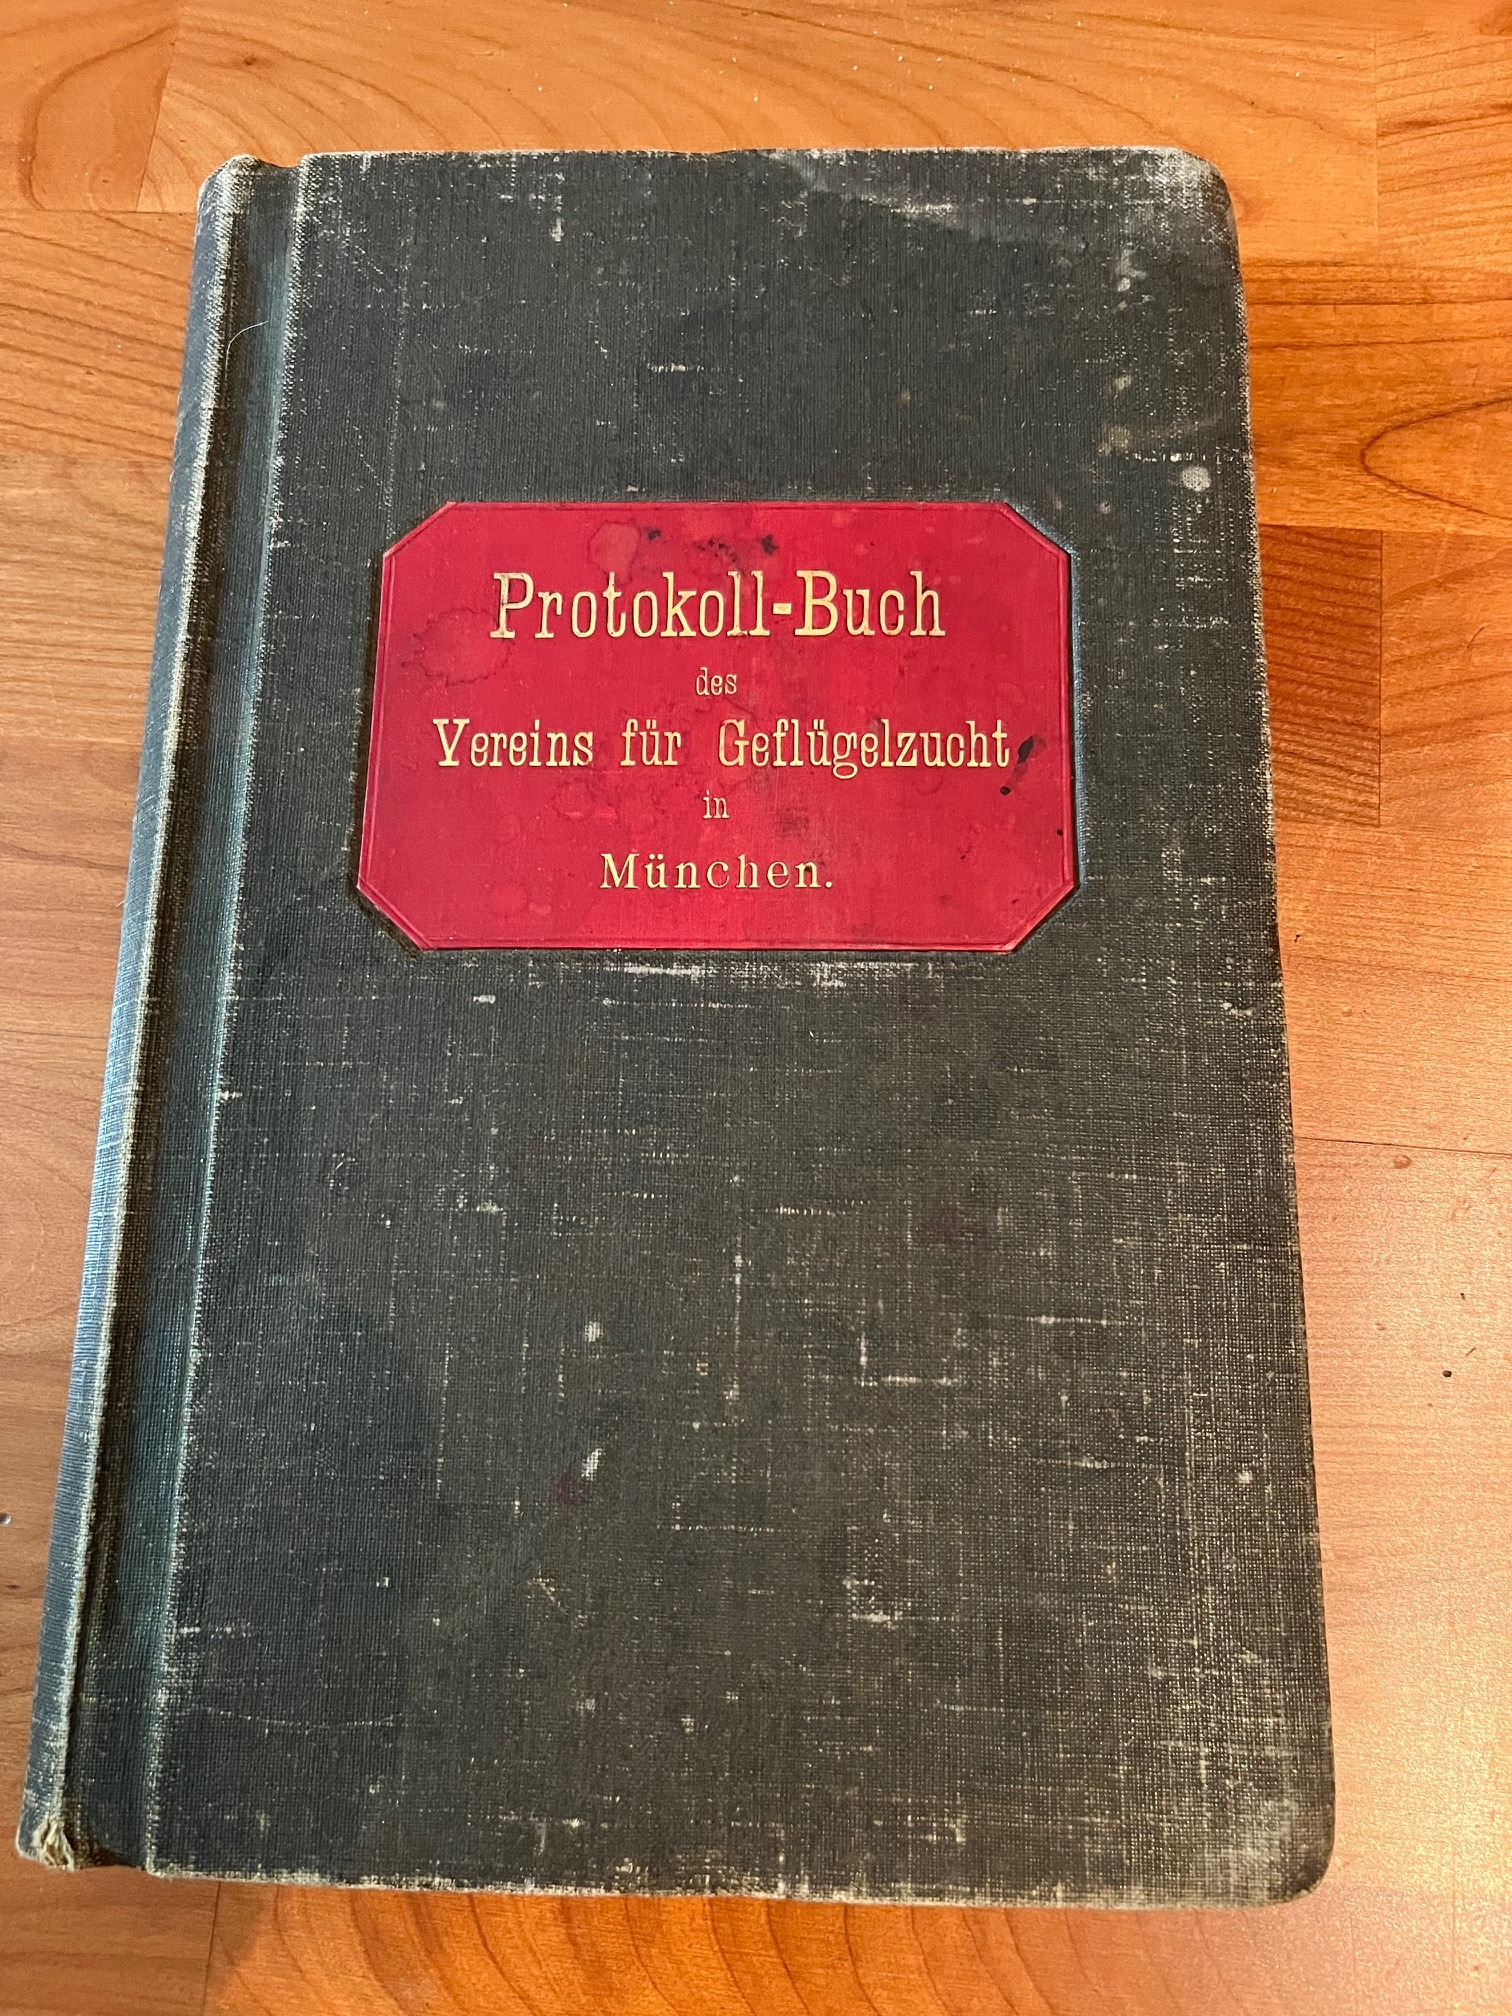 Protokoll-Buch
des
Vereins für Geflügelzucht
in
München.